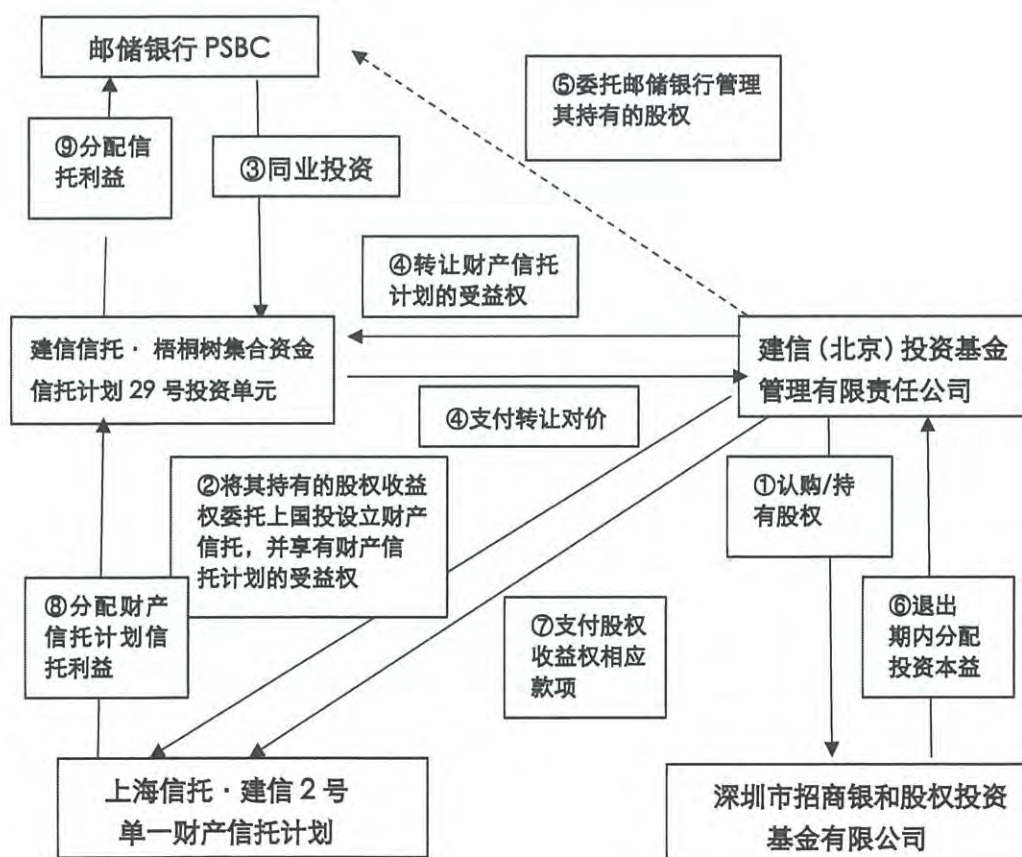 邮储银行 PSBC
⑤委托邮储银行管理
其持有的股权
⑨分配信
托利益
③同业投资
④转让财产信托
计划的受益权
建信信托·梧桐树集合资金
信托计划 29 号投资单元
建信（北京）投资基金
管理有限责任公司
④支付转让对价
②将其持有的股权收益
权委托上国投设立财产
信托，并享有财产信
托计划的受益权
①认购/持
有股权
⑧分配财产
信托计划信
托利益
⑦支付股权
收益权相应
款项
⑥退出
期内分配
投资本益
上海信托·建信 2 号
单一财产信托计划
深圳市招商银和股权投资
基金有限公司